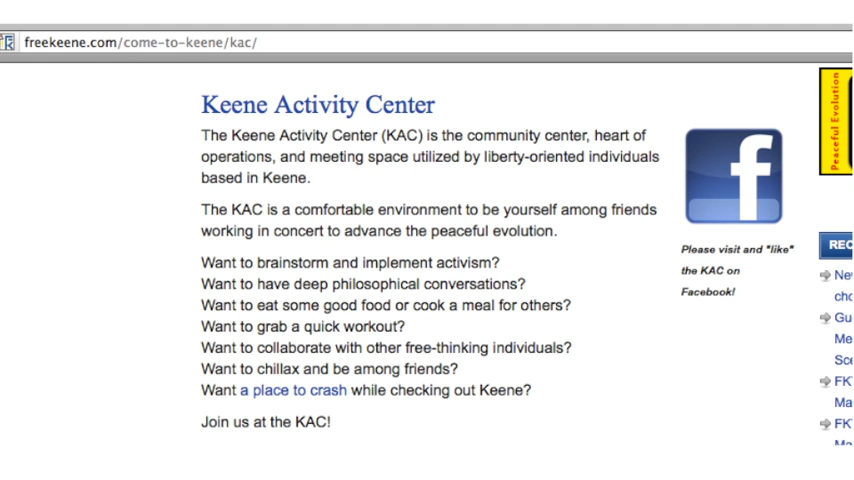 freekeene.com/come-to-keene/kac/
Keene Activity Center
The Keene Activity Center (KAC) is the community center, heart of
operations, and meeting space utilized by liberty-oriented individuals
based in Keene.
The KAC is a comfortable environment to be yourself among friends
working in concert to advance the peaceful evolution.
Want to brainstorm and implement activism?
Want to have deep philosophical conversations?
Want to eat some good food or cook a meal for others?
Want to grab a quick workout?
Want to collaborate with other free-thinking individuals?
Want to chillax and be among friends?
Want a place to crash while checking out Keene?
Join us at the KAC!
f
Please visit and "like"
the KAC on
Facebook!
Peaceful Evolution
REC
Gu
Me
FK
Ma
FK